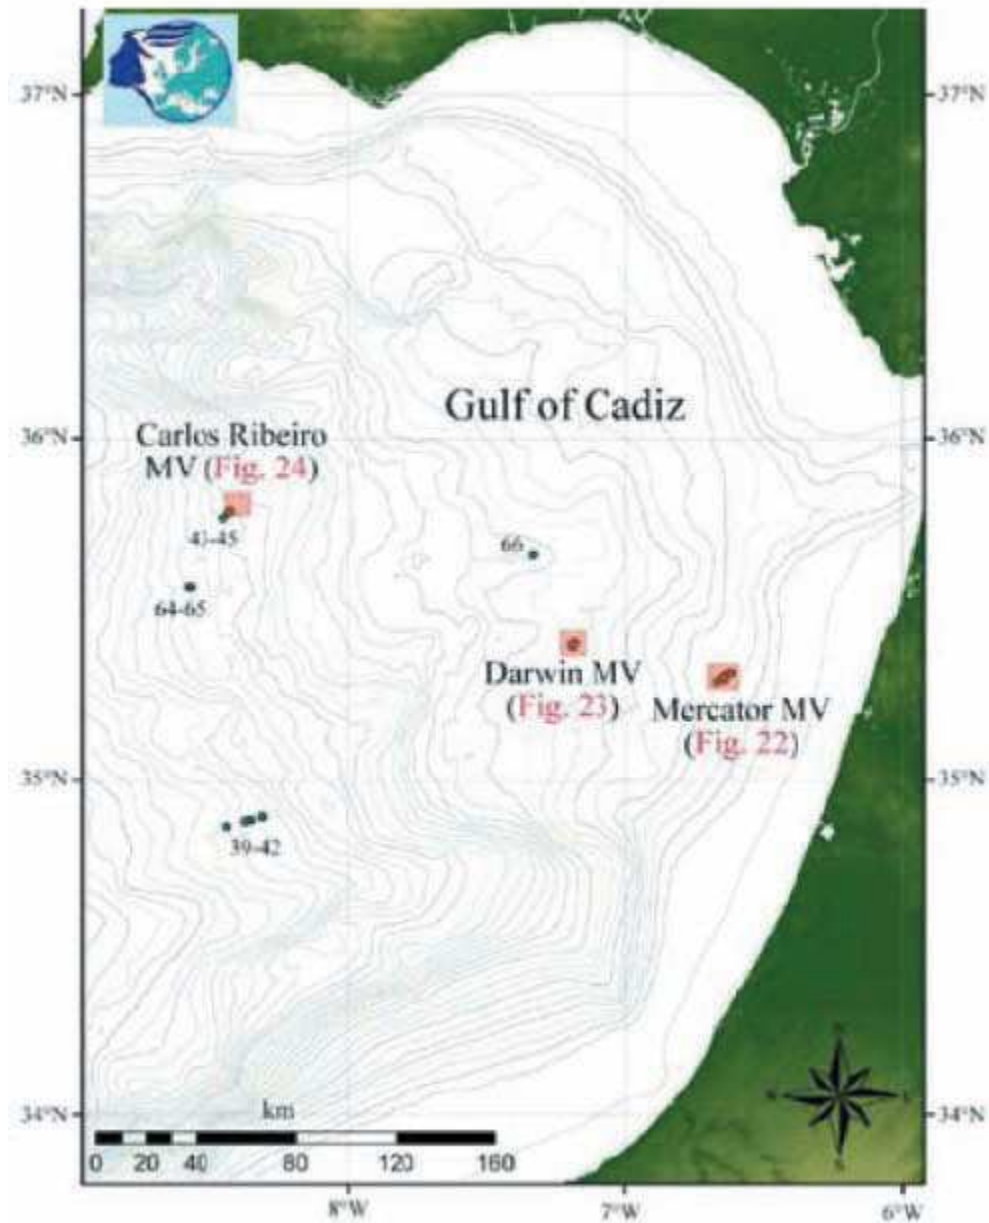 37°N
37°N
Gulf of Cadiz
36°N
36°N
Carlos Ribeiro
MV (Fig. 24)
43-45
66
64-65
Darwin MV
(Fig. 23)
Mercator MV
(Fig. 22)
35°N
35°N
39-42
34°N
34°N
km
0 20 40 80 120 160
8°W
7°W
6°W